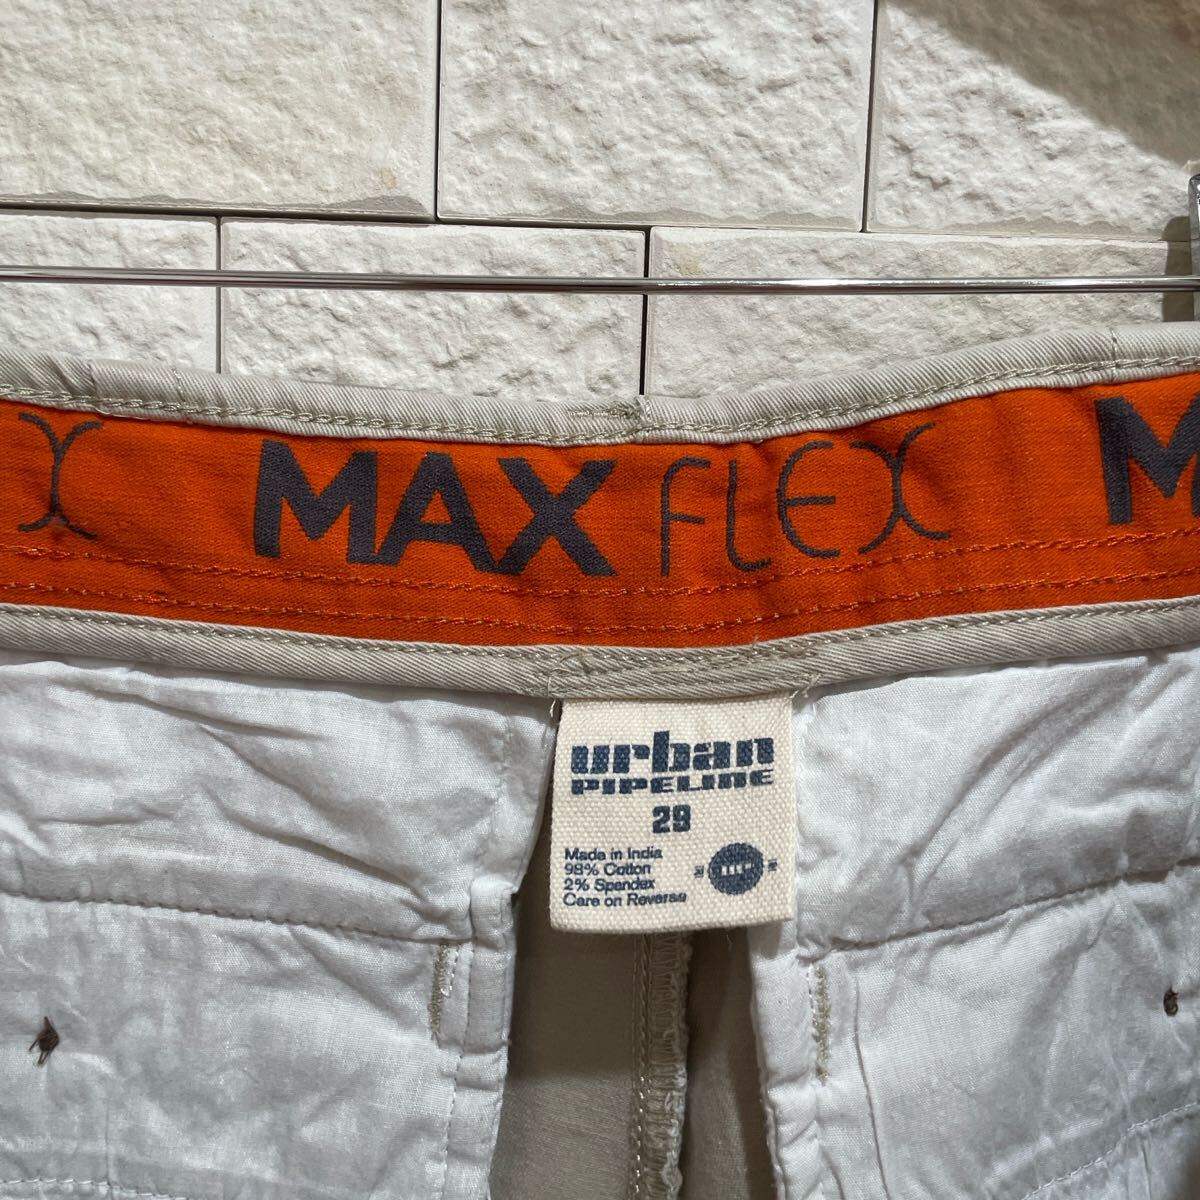 X MAX FLEX M
urban
PIPELINE
29
Made in India
98% Cotton
2% Spandex
Care on Reverse